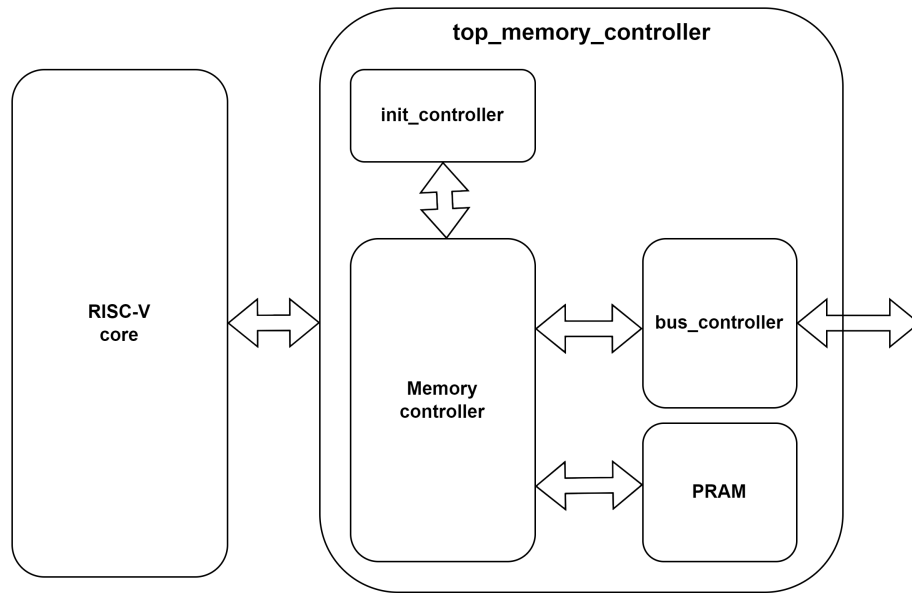 top_memory_controller
init_controller
RISC-V
core
bus_controller
Memory
controller
PRAM